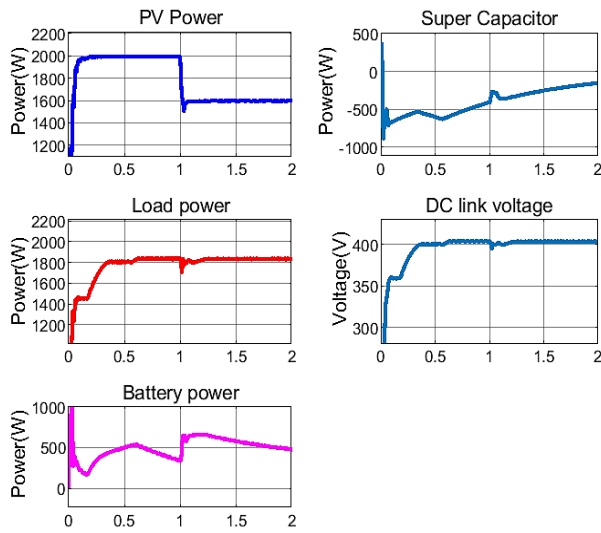 PV Power
Power(W)
2200
2000
1800
1600
1400
1200
0 0.5 1 1.5 2
Super Capacitor
Power(W)
500
0
-500
-1000
0 0.5 1 1.5 2
Load power
Power(W)
2200
2000
1800
1600
1400
1200
0 0.5 1 1.5 2
DC link voltage
Voltage(V)
400
350
300
0 0.5 1 1.5 2
Battery power
Power(W)
1000
500
0
0 0.5 1 1.5 2